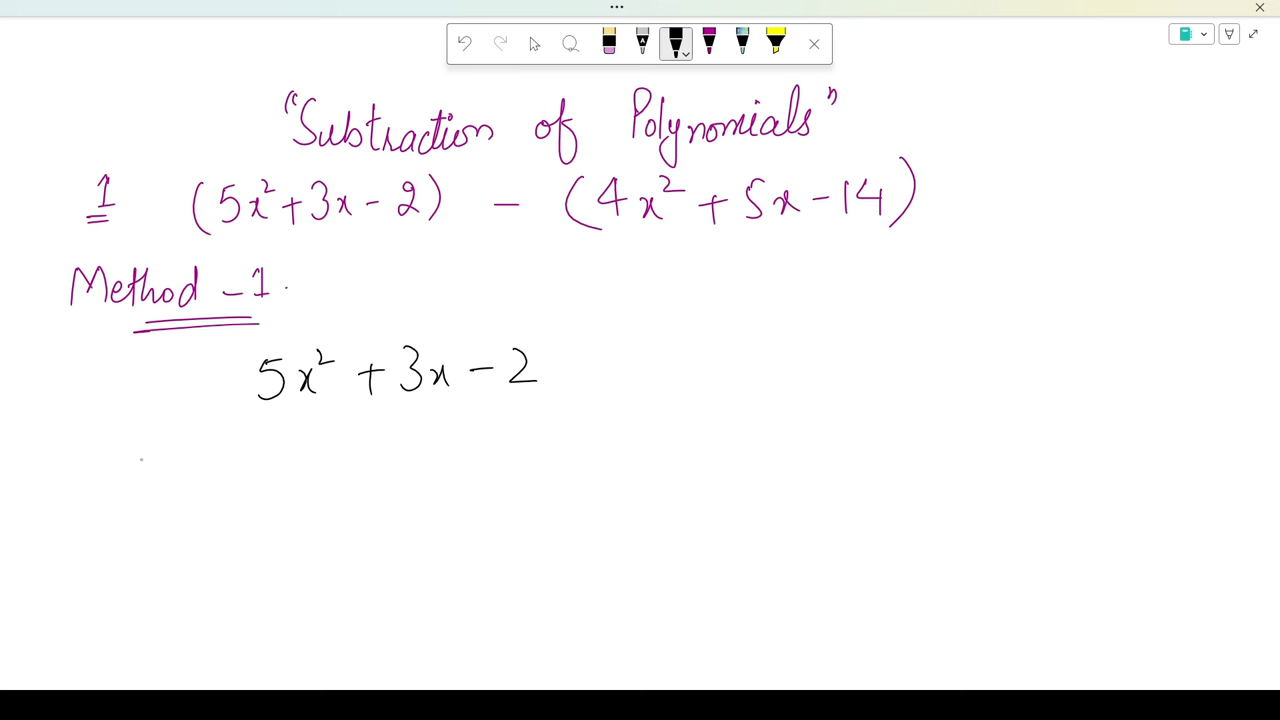 "Subtraction of Polynomials"
1 (5x² + 3x - 2) - (4x² + 5x - 14)
Method - 1.
5x² + 3x - 2